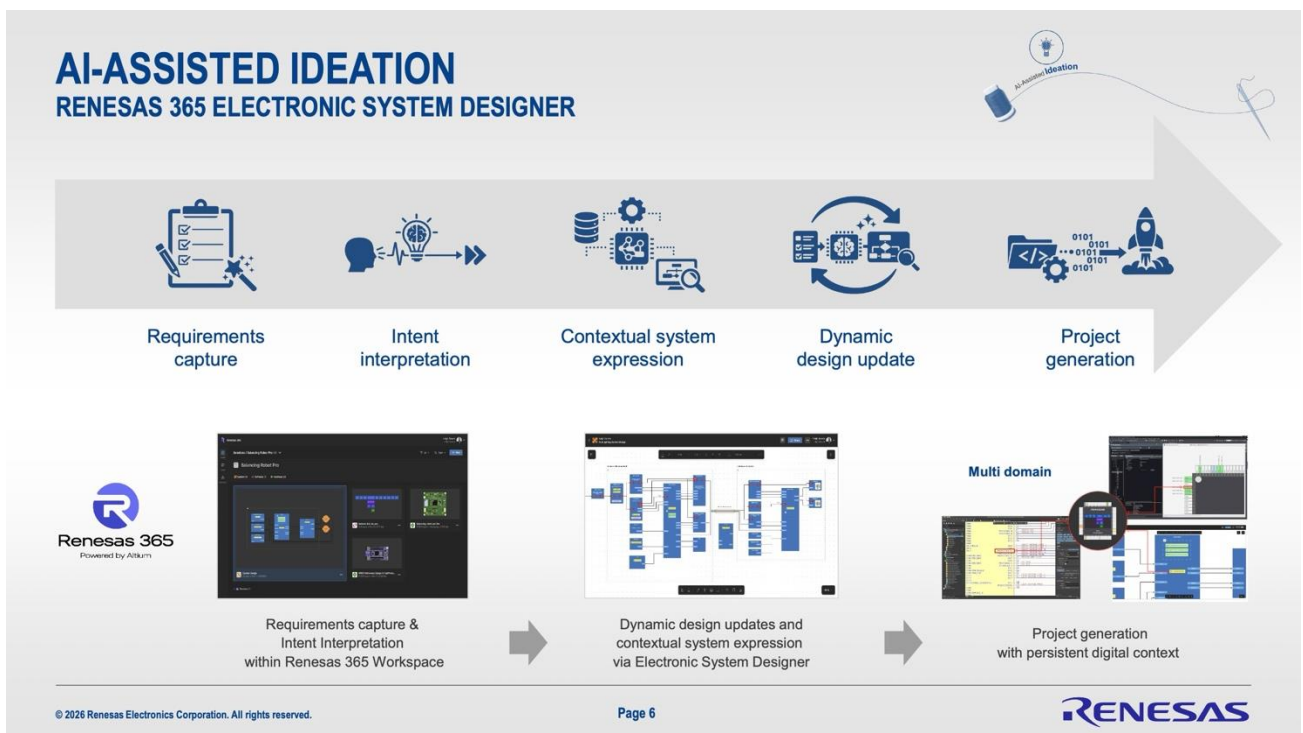 AI-ASSISTED IDEATION
RENESAS 365 ELECTRONIC SYSTEM DESIGNER
AI-Assisted Ideation
Requirements
capture
Intent
interpretation
Contextual system
expression
Dynamic
design update
Project
generation
</>
0101
0101
0101
0101
0101
Renesas 365
Powered by Altium
Balancing Robot Pro
Multi domain
Requirements capture &
Intent Interpretation
within Renesas 365 Workspace
Dynamic design updates and
contextual system expression
via Electronic System Designer
Project generation
with persistent digital context
© 2026 Renesas Electronics Corporation. All rights reserved.
Page 6
RENESAS